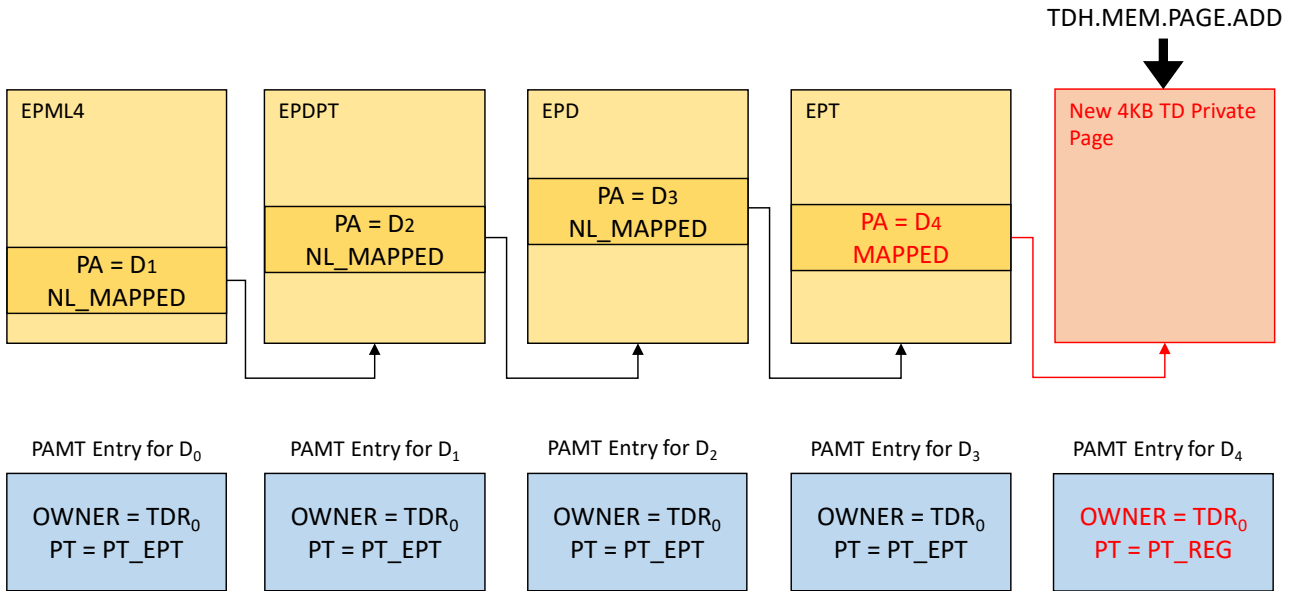 TDH.MEM.PAGE.ADD
EPML4
PA = D1
NL_MAPPED
EPDPT
PA = D2
NL_MAPPED
EPD
PA = D3
NL_MAPPED
EPT
PA = D4
MAPPED
New 4KB TD Private
Page
PAMT Entry for D₀
OWNER = TDR₀
PT = PT_EPT
PAMT Entry for D₁
OWNER = TDR₀
PT = PT_EPT
PAMT Entry for D₂
OWNER = TDR₀
PT = PT_EPT
PAMT Entry for D₃
OWNER = TDR₀
PT = PT_EPT
PAMT Entry for D₄
OWNER = TDR₀
PT = PT_REG